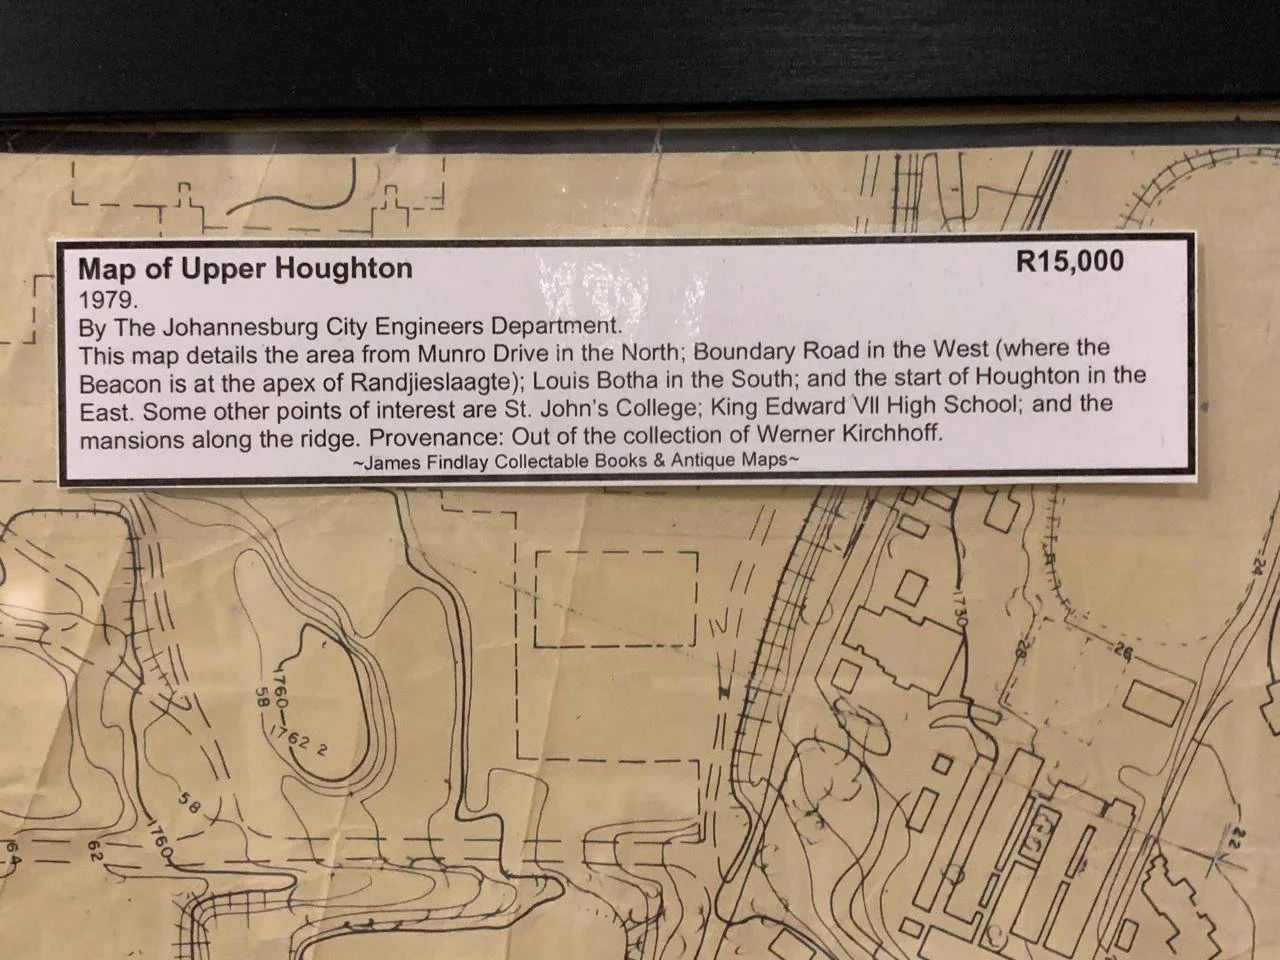 Map of Upper Houghton R15,000
1979.
By The Johannesburg City Engineers Department.
This map details the area from Munro Drive in the North; Boundary Road in the West (where the
Beacon is at the apex of Randjieslaagte); Louis Botha in the South; and the start of Houghton in the
East. Some other points of interest are St. John's College; King Edward VII High School; and the
mansions along the ridge. Provenance: Out of the collection of Werner Kirchhoff.
~James Findlay Collectable Books & Antique Maps~
24
1730
28
26
1760
58
1762 2
58
1760
62
64
22